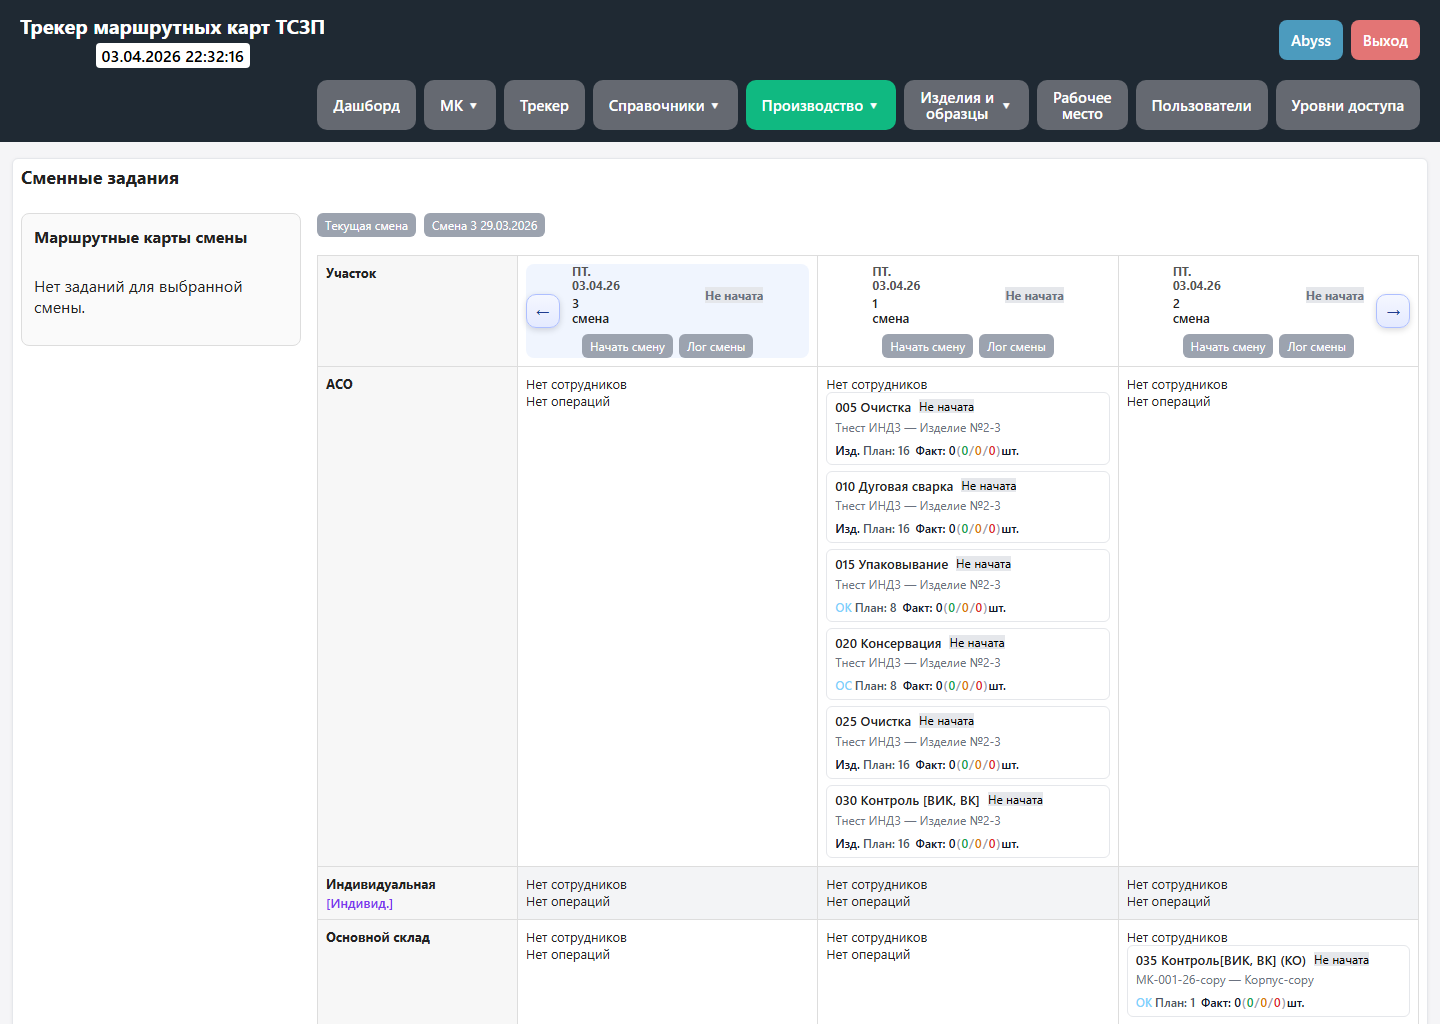 Трекер маршрутных карт ТСЗП
03.04.2026 22:32:16
Abyss
Выход
Дашборд
МК ▼
Трекер
Справочники ▼
Производство ▼
Изделия и образцы ▼
Рабочее место
Пользователи
Уровни доступа
Сменные задания
Маршрутные карты смены
Нет заданий для выбранной
смены.
Текущая смена
Смена 3 29.03.2026
Участок
←
ПТ.
03.04.26
3
смена
Не начата
Начать смену
Лог смены
ПТ.
03.04.26
1
смена
Не начата
Начать смену
Лог смены
ПТ.
03.04.26
2
смена
Не начата
Начать смену
Лог смены
→
АСО
Нет сотрудников
Нет операций
Нет сотрудников
005 Очистка Не начата
Тнест ИНДЗ — Изделие №2-3
Изд. План: 16 Факт: 0(0/0/0)шт.
010 Дуговая сварка Не начата
Тнест ИНДЗ — Изделие №2-3
Изд. План: 16 Факт: 0(0/0/0)шт.
015 Упаковывание Не начата
Тнест ИНДЗ — Изделие №2-3
ОК План: 8 Факт: 0(0/0/0)шт.
020 Консервация Не начата
Тнест ИНДЗ — Изделие №2-3
ОС План: 8 Факт: 0(0/0/0)шт.
025 Очистка Не начата
Тнест ИНДЗ — Изделие №2-3
Изд. План: 16 Факт: 0(0/0/0)шт.
030 Контроль [ВИК, ВК] Не начата
Тнест ИНДЗ — Изделие №2-3
Изд. План: 16 Факт: 0(0/0/0)шт.
Нет сотрудников
Нет операций
Индивидуальная
[Индивид.]
Нет сотрудников
Нет операций
Нет сотрудников
Нет операций
Нет сотрудников
Нет операций
Основной склад
Нет сотрудников
Нет операций
Нет сотрудников
Нет операций
Нет сотрудников
035 Контроль[ВИК, ВК] (КО) Не начата
МК-001-26-copy — Корпус-copy
ОК План: 1 Факт: 0(0/0/0)шт.